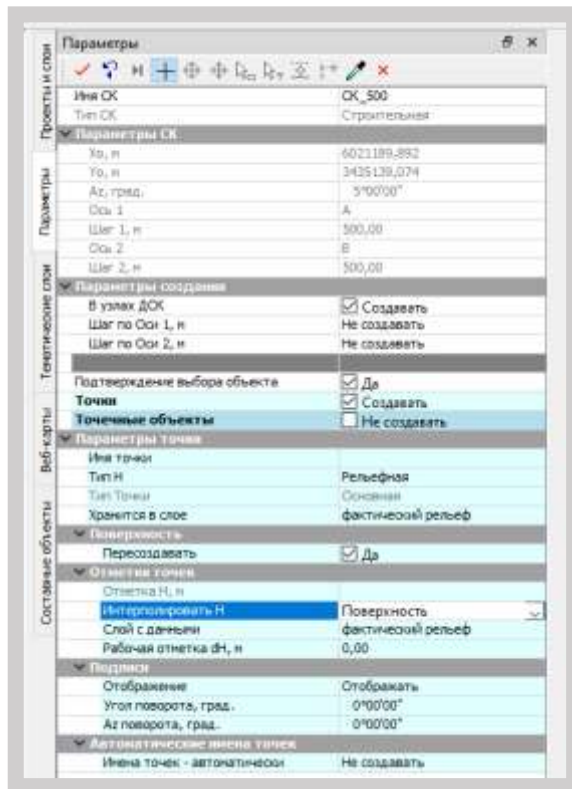 Параметры
Имя СК СК_500
Тип СК Строительная
Параметры СК
Xo, м 6021189,892
Yo, м 3435139,074
Az, град. 5°00'00"
Ось 1 А
Шаг 1, м 500,00
Ось 2 В
Шаг 2, м 500,00
Параметры создания
В узлах ДОК Создавать
Шаг по Оси 1, м Не создавать
Шаг по Оси 2, м Не создавать
Подтверждение выбора объекта Да
Точки Создавать
Точечные объекты Не создавать
Параметры точки
Имя точки
Тип Н Рельефная
Тип Точки Основная
Хранится в слое фактический рельеф
Поверхность
Пересоздавать Да
Отметки точек
Отметка Н, м
Интерполировать Н Поверхность
Слой с данными фактический рельеф
Рабочая отметка dH, м 0,00
Подписи
Отображение Отображать
Угол поворота, град. 0°00'00"
Az поворота, град. 0°00'00"
Автоматические имена точек
Имена точек - автоматически Не создавать
Проекты и слои
Параметры
Тематические слои
Веб-карты
Составные объекты